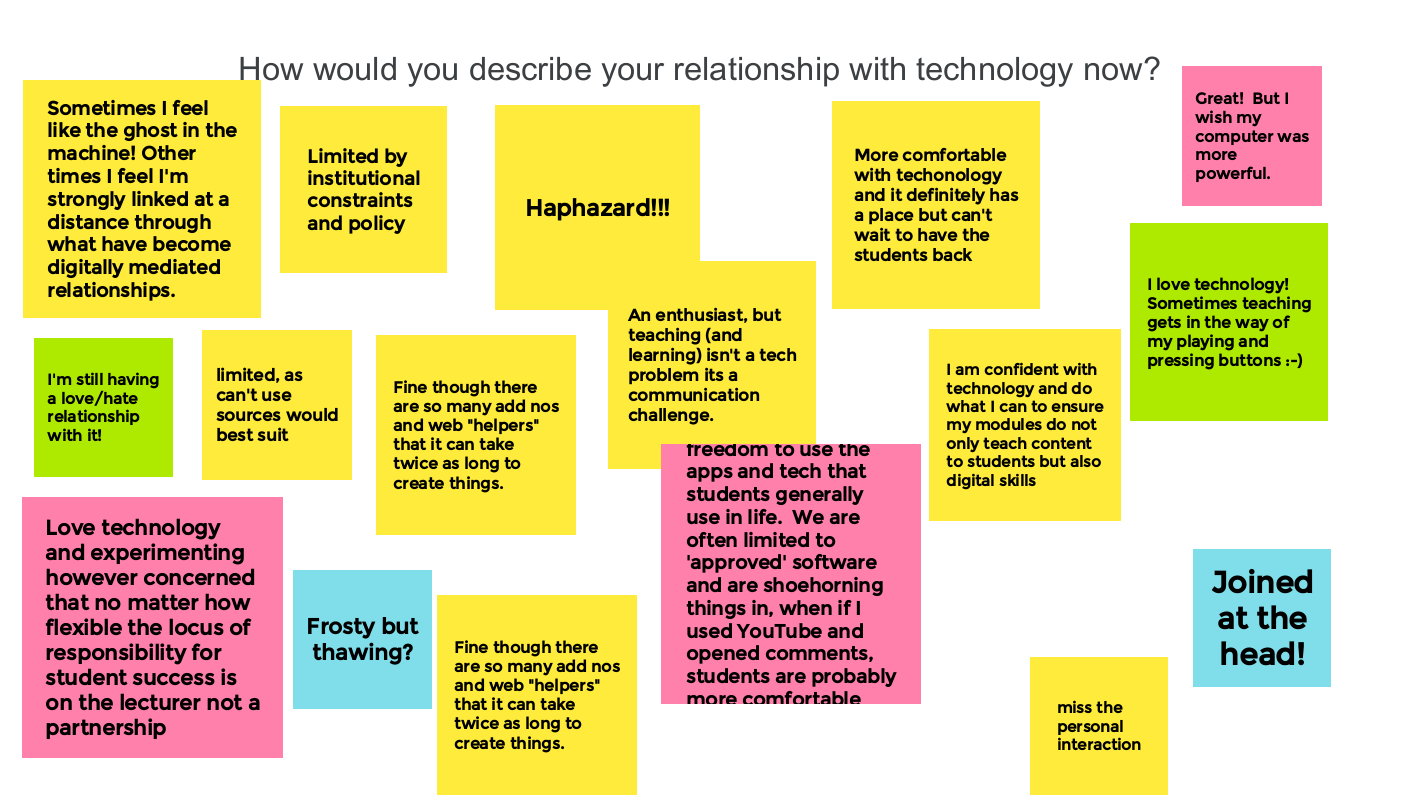 How would you describe your relationship with technology now?
Sometimes I feel
like the ghost in the
machine! Other
times I feel I'm
strongly linked at a
distance through
what have become
digitally mediated
relationships.
Limited by
institutional
constraints
and policy
Haphazard!!!
More comfortable
with techonology
and it definitely has
a place but can't
wait to have the
students back
Great!  But I
wish my
computer was
more
powerful.
I love technology!
Sometimes teaching
gets in the way of
my playing and
pressing buttons :-)
An enthusiast, but
teaching (and
learning) isn't a tech
problem its a
communication
challenge.
I'm still having
a love/hate
relationship
with it!
limited, as
can't use
sources would
best suit
Fine though there
are so many add nos
and web "helpers"
that it can take
twice as long to
create things.
I am confident with
technology and do
what I can to ensure
my modules do not
only teach content
to students but also
digital skills
freedom to use the
apps and tech that
students generally
use in life.  We are
often limited to
'approved' software
and are shoehorning
things in, when if I
used YouTube and
opened comments,
students are probably
more comfortable
Love technology
and experimenting
however concerned
that no matter how
flexible the locus of
responsibility for
student success is
on the lecturer not a
partnership
Frosty but
thawing?
Fine though there
are so many add nos
and web "helpers"
that it can take
twice as long to
create things.
Joined
at the
head!
miss the
personal
interaction